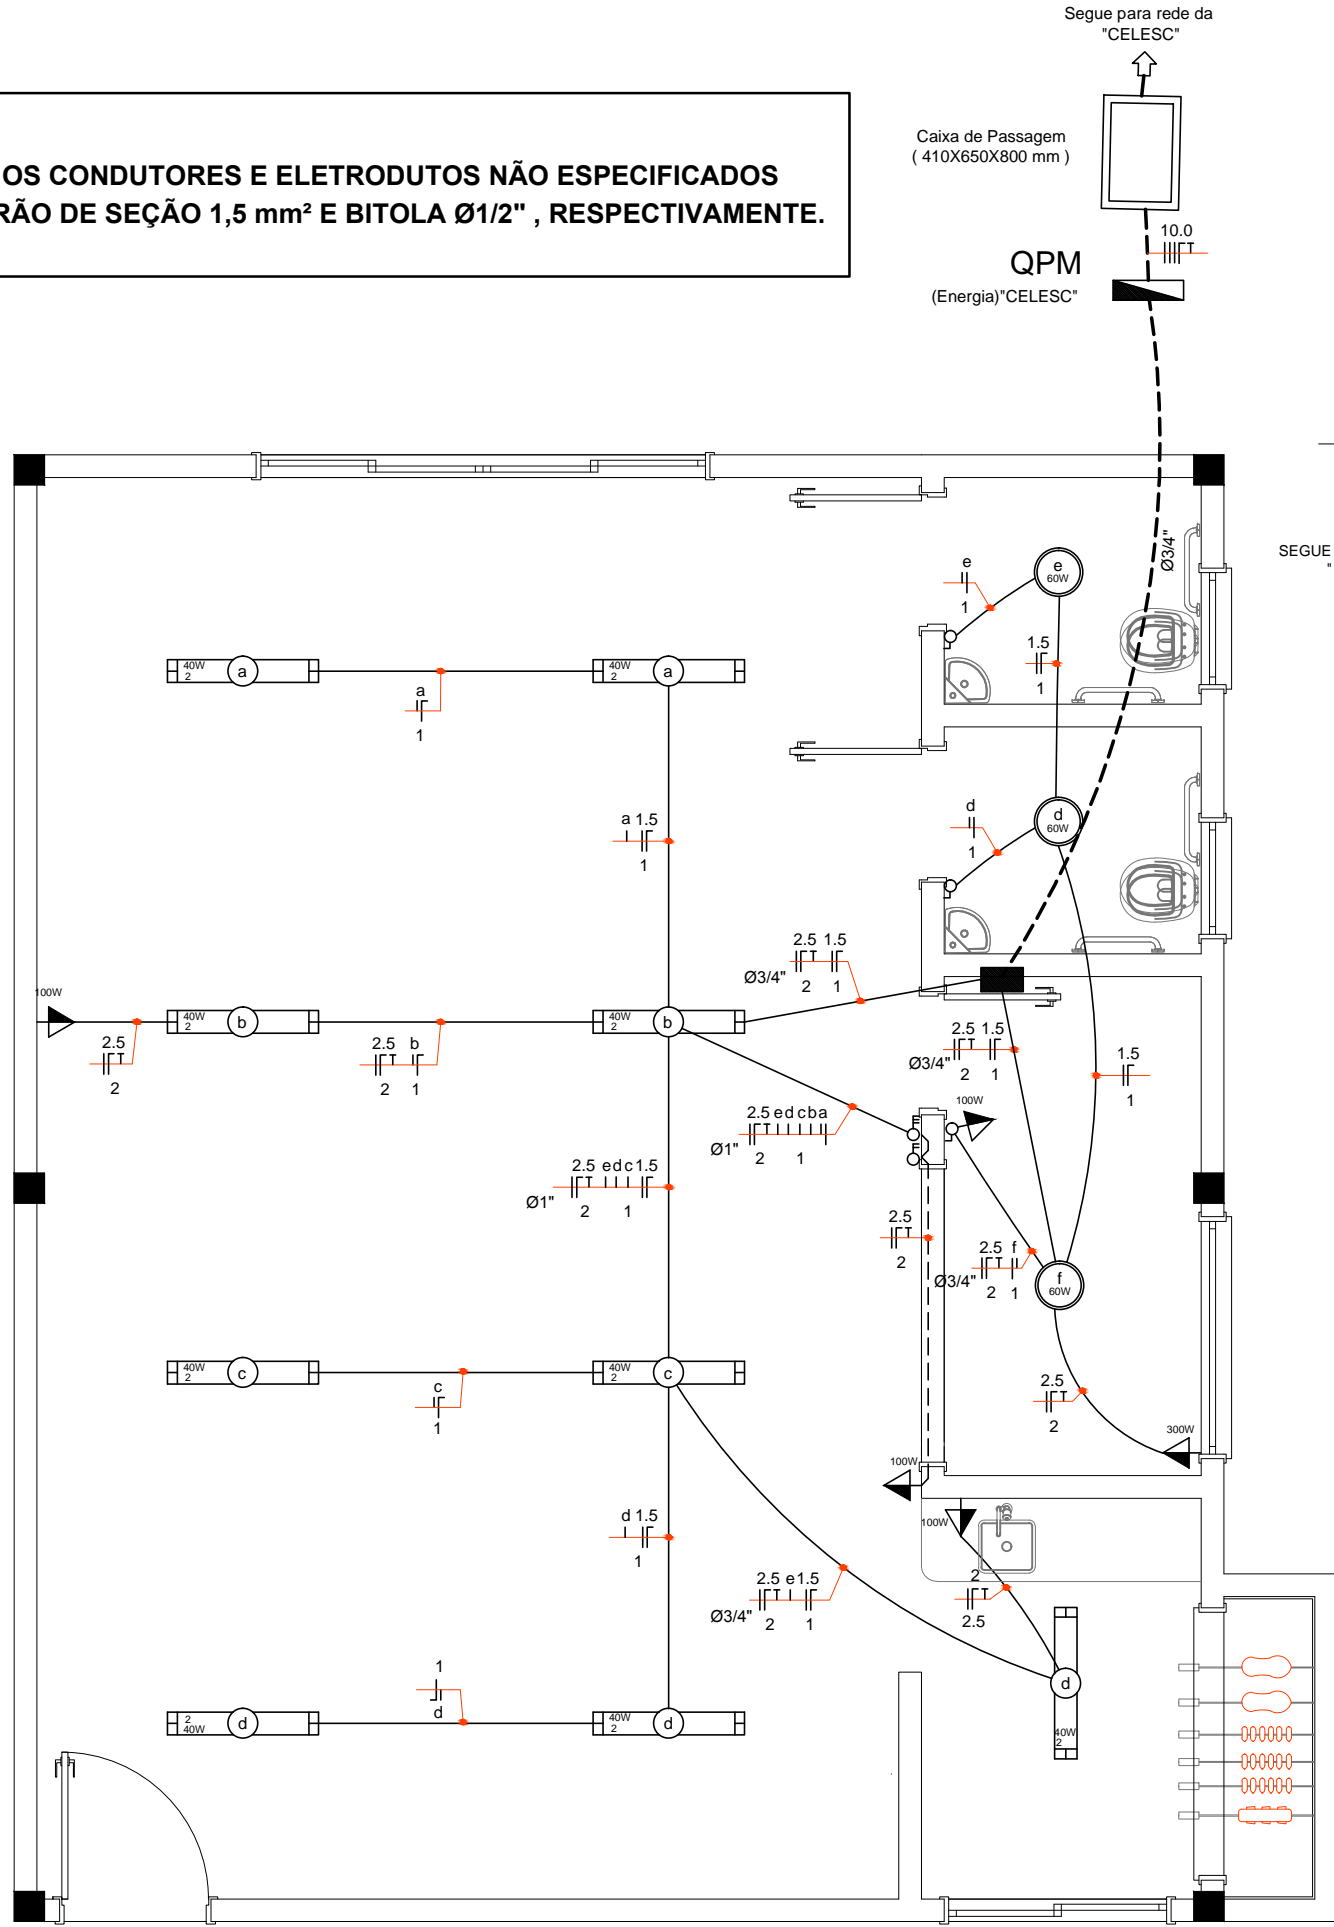 Segue para rede da
"CELESC"
OS CONDUTORES E ELETRODUTOS NÃO ESPECIFICADOS
RÃO DE SEÇÃO 1,5 mm² E BITOLA Ø1/2" , RESPECTIVAMENTE.
Caixa de Passagem
( 410X650X800 mm )
10.0
QPM
(Energia)"CELESC"
Ø3/4"
SEGUE
"
e
1
e
60W
1.5
1
40W
2
a
40W
2
a
a
1
a 1.5
1
d
1
d
60W
2.5 1.5
Ø3/4"
2 1
100W
40W
2
b
40W
2
b
2.5
2
2.5 b
2 1
2.5 1.5
Ø3/4"
2 1
1.5
1
100W
2.5 edcba
Ø1"
2 1
2.5 edc1.5
Ø1"
2 1
2.5
2
2.5 f
Ø3/4"
2 1
f
60W
40W
2
c
40W
2
c
c
1
2.5
2
300W
100W
100W
d 1.5
1
2.5 e1.5
Ø3/4"
2 1
2
2.5
1
d
2
40W
d
40W
2
d
d
40W
2